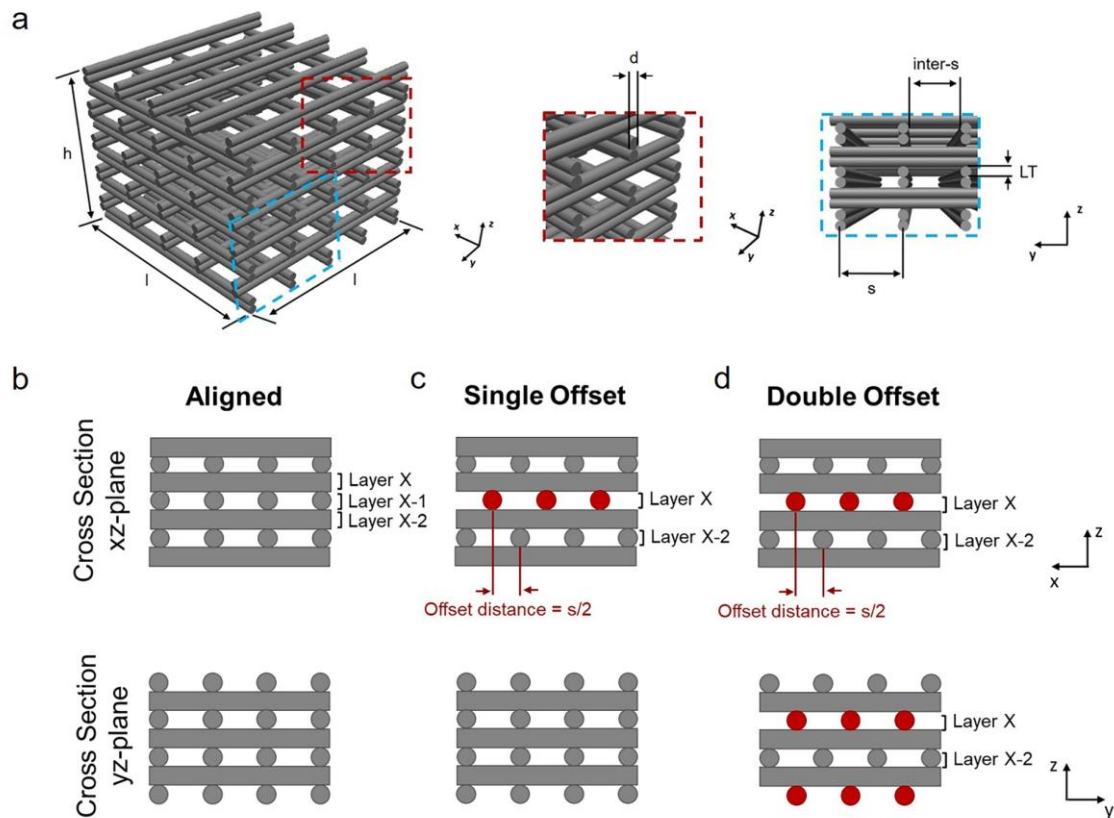 a
h
l
l
x
y
z
d
x
y
z
inter-s
LT
s
z
y
b
Aligned
c
Single Offset
d
Double Offset
Cross Section
xz-plane
Layer X
Layer X-1
Layer X-2
Layer X
Layer X-2
Offset distance = s/2
Layer X
Layer X-2
Offset distance = s/2
z
x
Cross Section
yz-plane
Layer X
Layer X-2
z
y